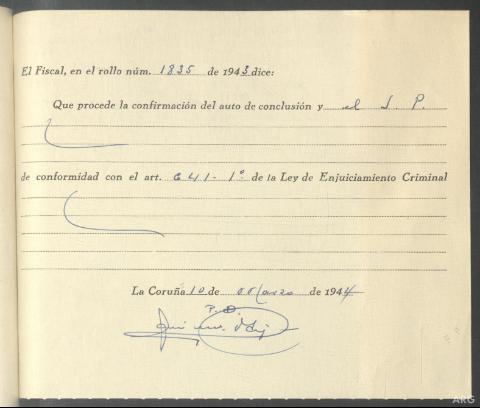 El Fiscal, en el rollo núm. 1835 de 1943 dice:
Que procede la confirmación del auto de conclusión y el S. P.
de conformidad con el art. 641-1º de la Ley de Enjuiciamiento Criminal
La Coruña 10 de Marzo de 1944
P. D.
ARG